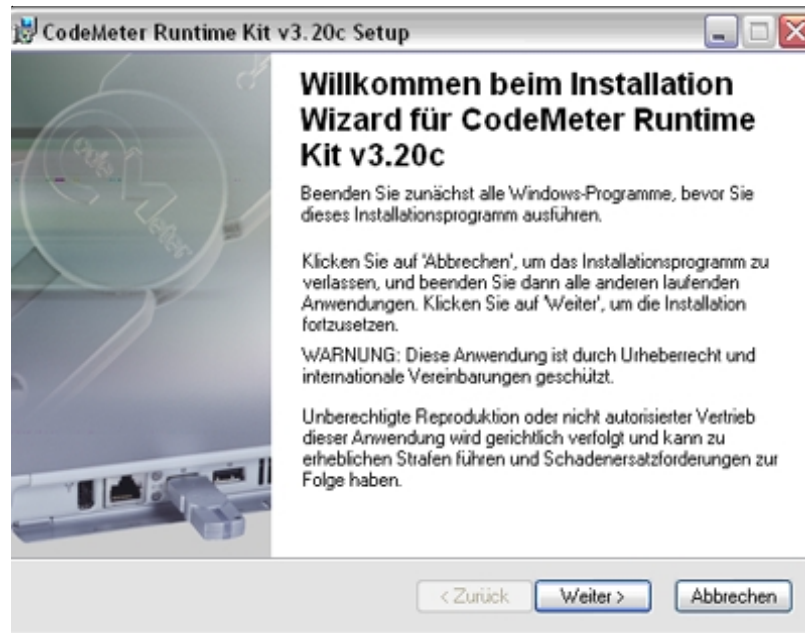 CodeMeter Runtime Kit v3.20c Setup
Willkommen beim Installation
Wizard für CodeMeter Runtime
Kit v3.20c
Beenden Sie zunächst alle Windows-Programme, bevor Sie
dieses Installationsprogramm ausführen.
Klicken Sie auf 'Abbrechen', um das Installationsprogramm zu
verlassen, und beenden Sie dann alle anderen laufenden
Anwendungen. Klicken Sie auf 'Weiter', um die Installation
fortzusetzen.
WARNUNG: Diese Anwendung ist durch Urheberrecht und
internationale Vereinbarungen geschützt.
Unberechtigte Reproduktion oder nicht autorisierter Vertrieb
dieser Anwendung wird gerichtlich verfolgt und kann zu
erheblichen Strafen führen und Schadenersatzforderungen zur
Folge haben.
Code
Meter
< Zurück
Weiter >
Abbrechen